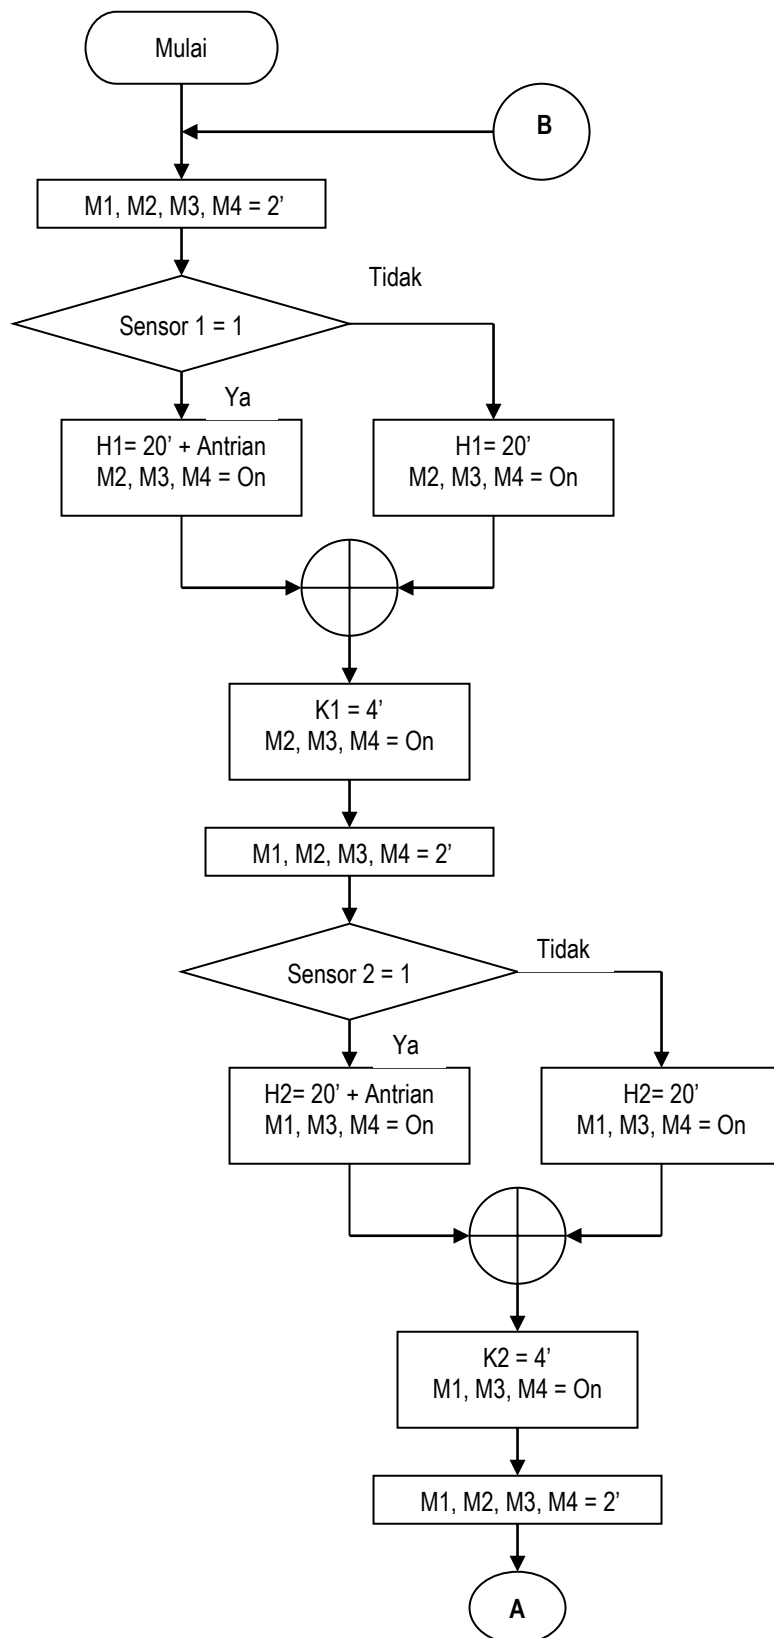 Mulai
B
M1, M2, M3, M4 = 2’
Tidak
Sensor 1 = 1
Ya
H1= 20’ + Antrian
M2, M3, M4 = On
H1= 20’
M2, M3, M4 = On
K1 = 4’
M2, M3, M4 = On
M1, M2, M3, M4 = 2’
Tidak
Sensor 2 = 1
Ya
H2= 20’ + Antrian
M1, M3, M4 = On
H2= 20’
M1, M3, M4 = On
K2 = 4’
M1, M3, M4 = On
M1, M2, M3, M4 = 2’
A